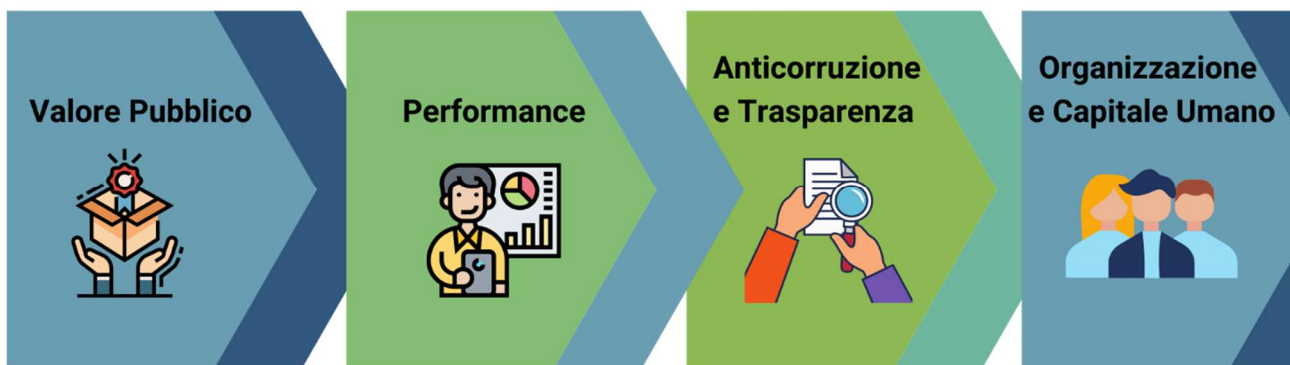 Valore Pubblico
Performance
Anticorruzione
e Trasparenza
Organizzazione
e Capitale Umano